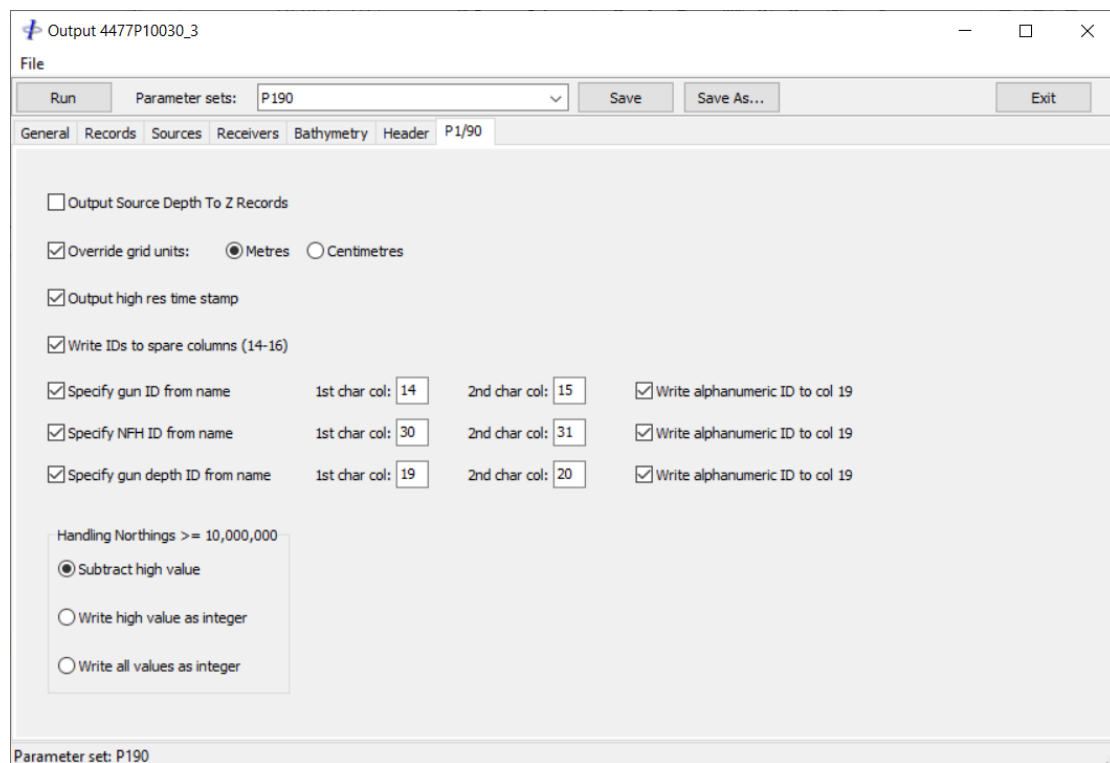 Output 4477P10030_3
File
Run Parameter sets: P190 Save Save As... Exit
General Records Sources Receivers Bathymetry Header P1/90
Output Source Depth To Z Records
Override grid units: Metres Centimetres
Output high res time stamp
Write IDs to spare columns (14-16)
Specify gun ID from name 1st char col: 14 2nd char col: 15 Write alphanumeric ID to col 19
Specify NFH ID from name 1st char col: 30 2nd char col: 31 Write alphanumeric ID to col 19
Specify gun depth ID from name 1st char col: 19 2nd char col: 20 Write alphanumeric ID to col 19
Handling Northings >= 10,000,000
Subtract high value
Write high value as integer
Write all values as integer
Parameter set: P190